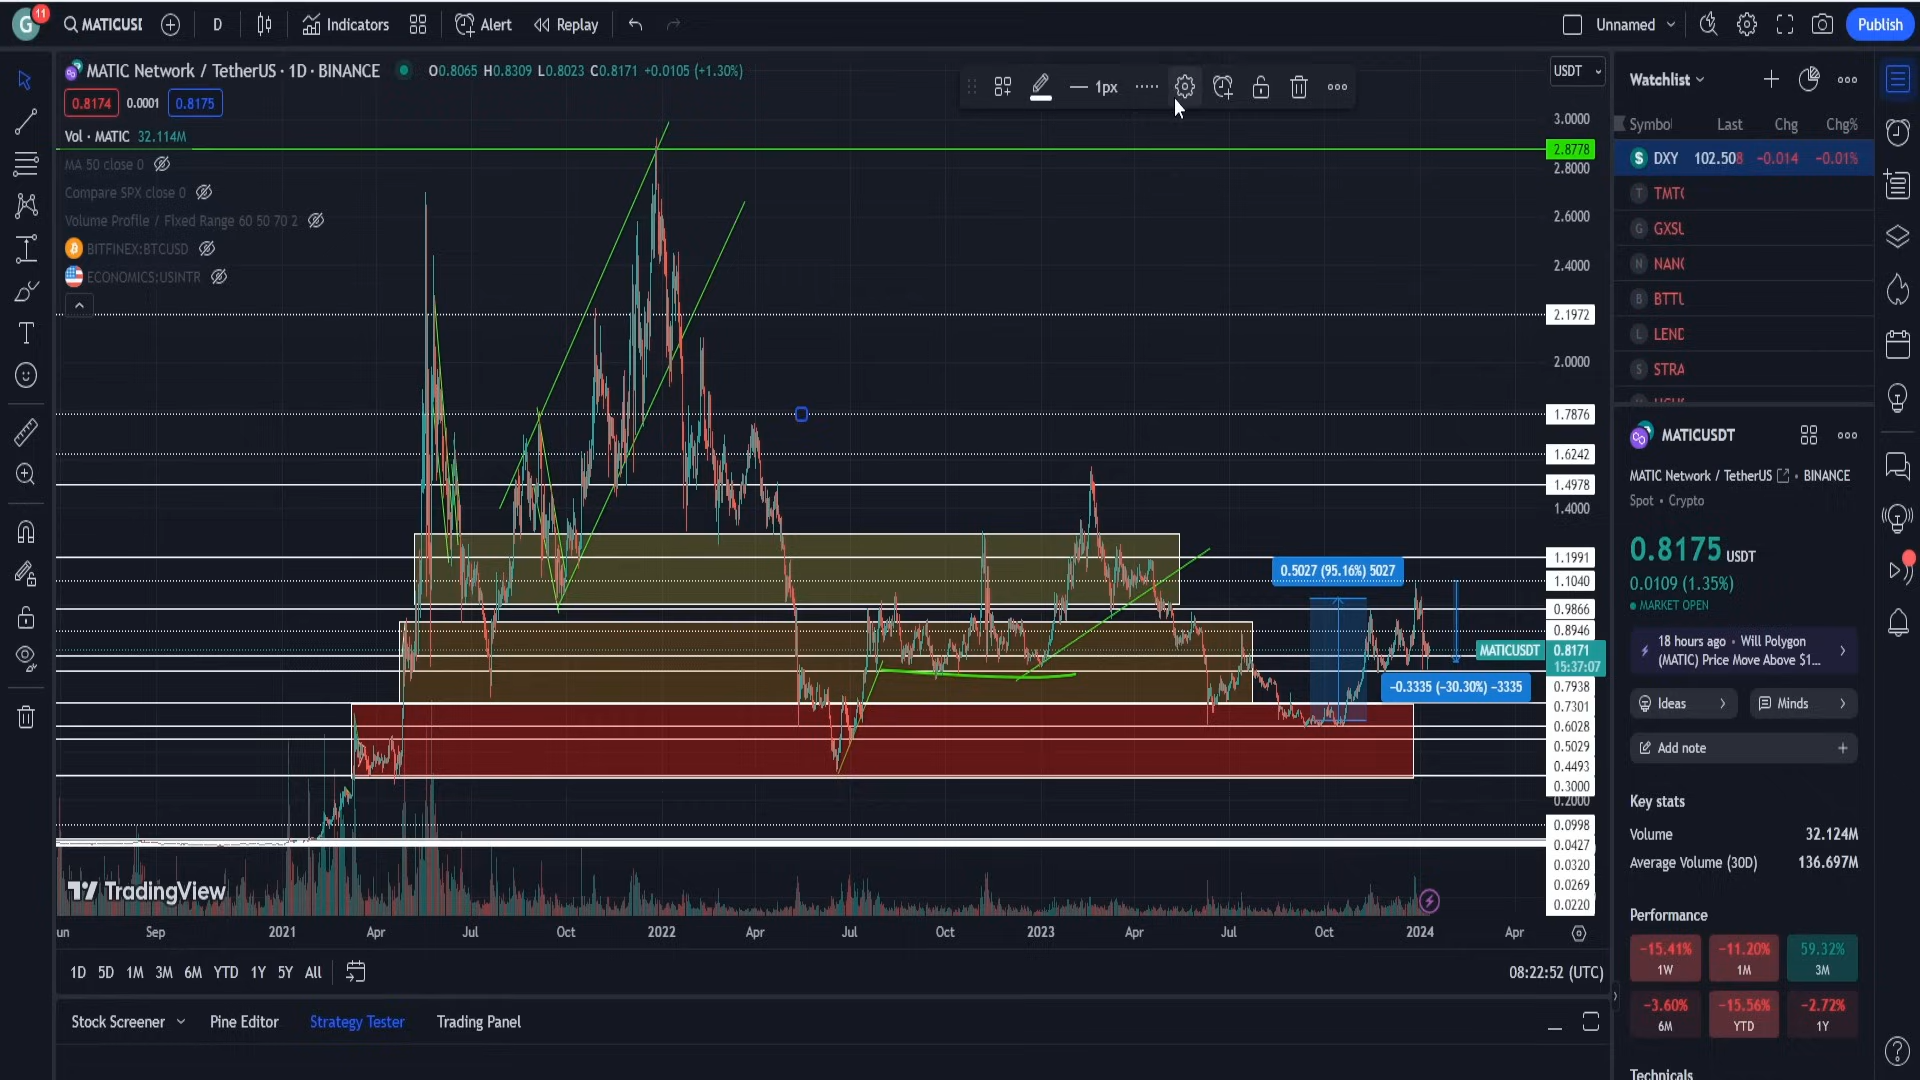 G
11
MATICUSI
D
Indicators
Alert
Replay
Unnamed
Publish
MATIC Network / TetherUS · 1D · BINANCE
O0.8065 H0.8309 L0.8023 C0.8171 +0.0105 (+1.30%)
0.8174 0.0001 0.8175
Vol · MATIC 32.114M
MA 50 close 0
Compare SPX close 0
Volume Profile / Fixed Range 60 50 70 2
BITFINEX:BTCUSD
ECONOMICS:USINTR
1px
USDT
3.0000
2.8778
2.8000
2.6000
2.4000
2.1972
2.0000
1.7876
1.6242
1.4978
1.4000
1.1991
1.1040
0.9866
0.8946
MATICUSDT 0.8171
15:37:07
0.7938
0.7301
0.6028
0.5029
0.4493
0.3000
0.2000
0.0998
0.0427
0.0320
0.0269
0.0220
0.5027 (95.16%) 5027
−0.3335 (−30.30%) −3335
TradingView
un Sep 2021 Apr Jul Oct 2022 Apr Jul Oct 2023 Apr Jul Oct 2024 Apr
1D 5D 1M 3M 6M YTD 1Y 5Y All
08:22:52 (UTC)
Stock Screener Pine Editor Strategy Tester Trading Panel
Watchlist
Symbol Last Chg Chg%
S DXY 102.508 −0.014 −0.01%
T TMTC
G GXSU
N NANC
B BTTU
L LEND
S STRA
MATICUSDT
MATIC Network / TetherUS • BINANCE
Spot • Crypto
0.8175 USDT
0.0109 (1.35%)
MARKET OPEN
18 hours ago • Will Polygon
(MATIC) Price Move Above $1...
Ideas
Minds
Add note
Key stats
Volume 32.124M
Average Volume (30D) 136.697M
Performance
−15.41% −11.20% 59.32%
1W 1M 3M
−3.60% −15.56% −2.72%
6M YTD 1Y
Technicals